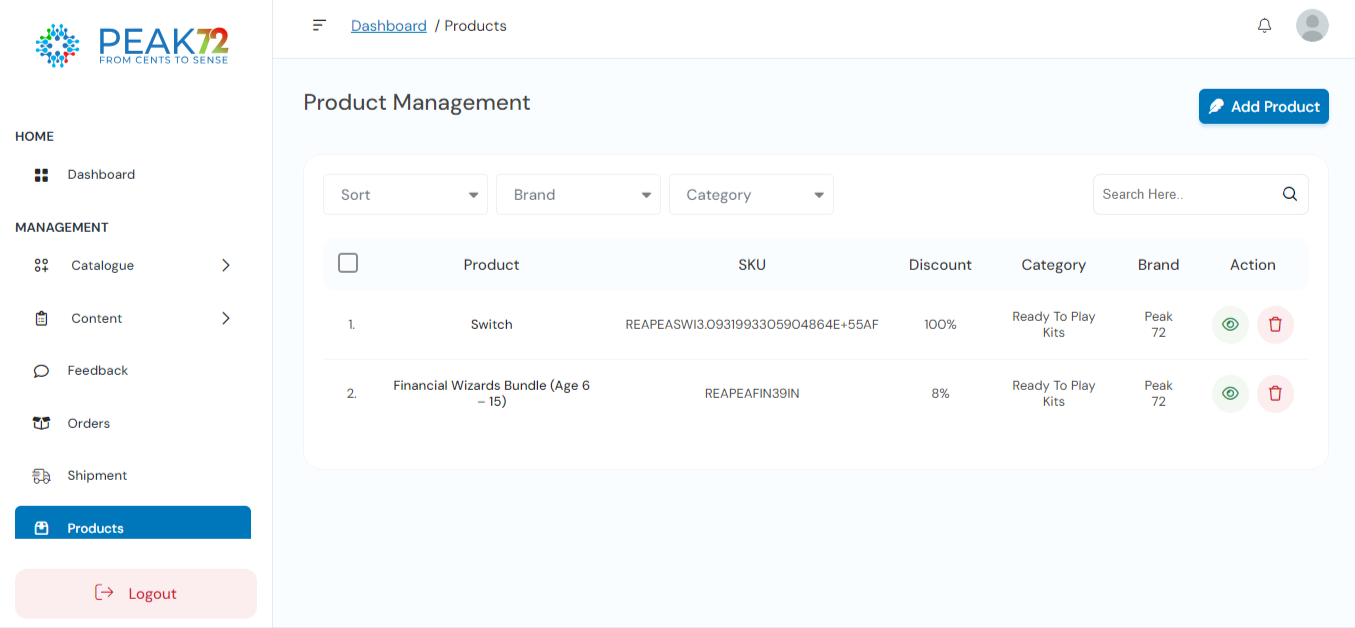 PEAK72
FROM CENTS TO SENSE
HOME
Dashboard
MANAGEMENT
Catalogue
Content
Feedback
Orders
Shipment
Products
Logout
Dashboard / Products
Product Management
Add Product
Sort
Brand
Category
Search Here..
Product SKU Discount Category Brand Action
1. Switch REAPEASWI3.0931993305904864E+55AF 100% Ready To Play Peak
Kits 72
2. Financial Wizards Bundle (Age 6 REAPEAFIN39IN 8% Ready To Play Peak
– 15) Kits 72